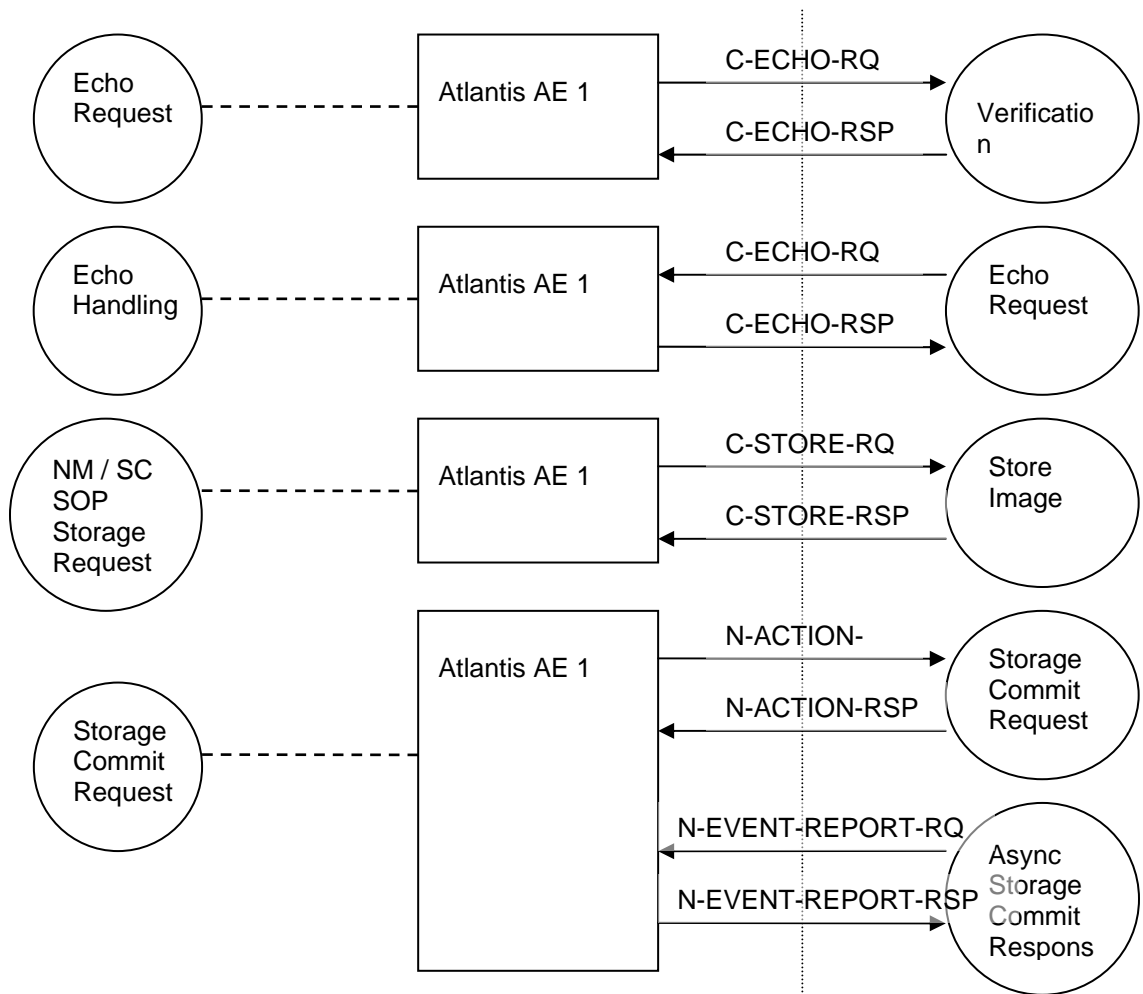 Echo
Request
Atlantis AE 1
C-ECHO-RQ
C-ECHO-RSP
Verificatio
n
Echo
Handling
Atlantis AE 1
C-ECHO-RQ
C-ECHO-RSP
Echo
Request
NM / SC
SOP
Storage
Request
Atlantis AE 1
C-STORE-RQ
C-STORE-RSP
Store
Image
Storage
Commit
Request
Atlantis AE 1
N-ACTION-
N-ACTION-RSP
Storage
Commit
Request
N-EVENT-REPORT-RQ
N-EVENT-REPORT-RSP
Async
Storage
Commit
Respons